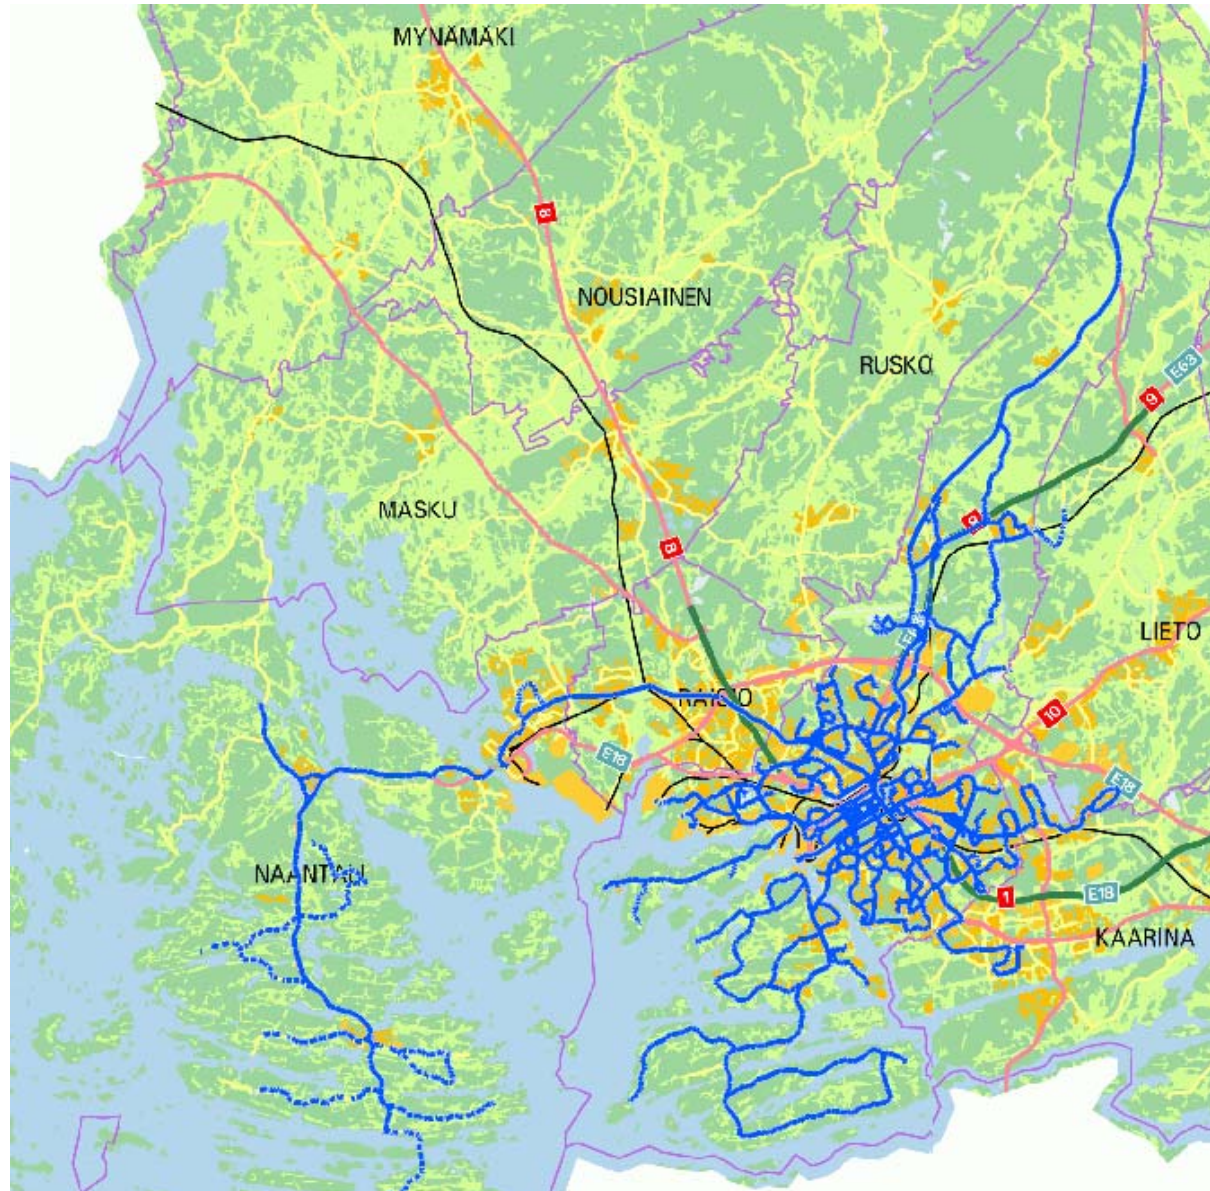 MYNÄMÄKI
8
NOUSIAINEN
RUSKO
E63
9
MASKU
9
8
LIETO
RAISIO
10
E18
E18
NAANTALI
1
E18
KAARINA